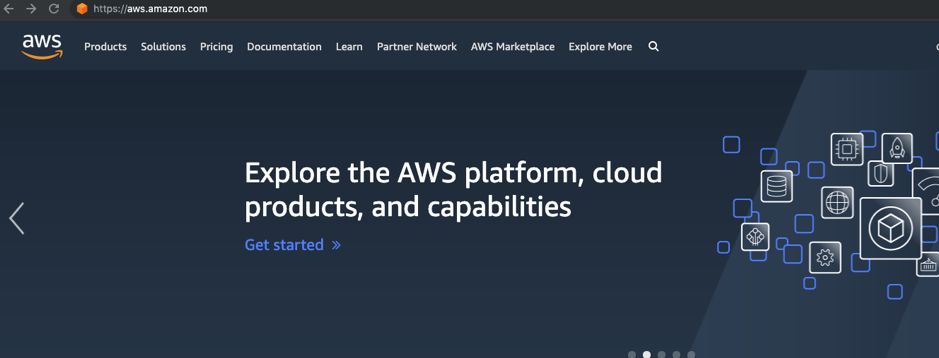 https://aws.amazon.com
aws
Products Solutions Pricing Documentation Learn Partner Network AWS Marketplace Explore More
Explore the AWS platform, cloud
products, and capabilities
Get started »